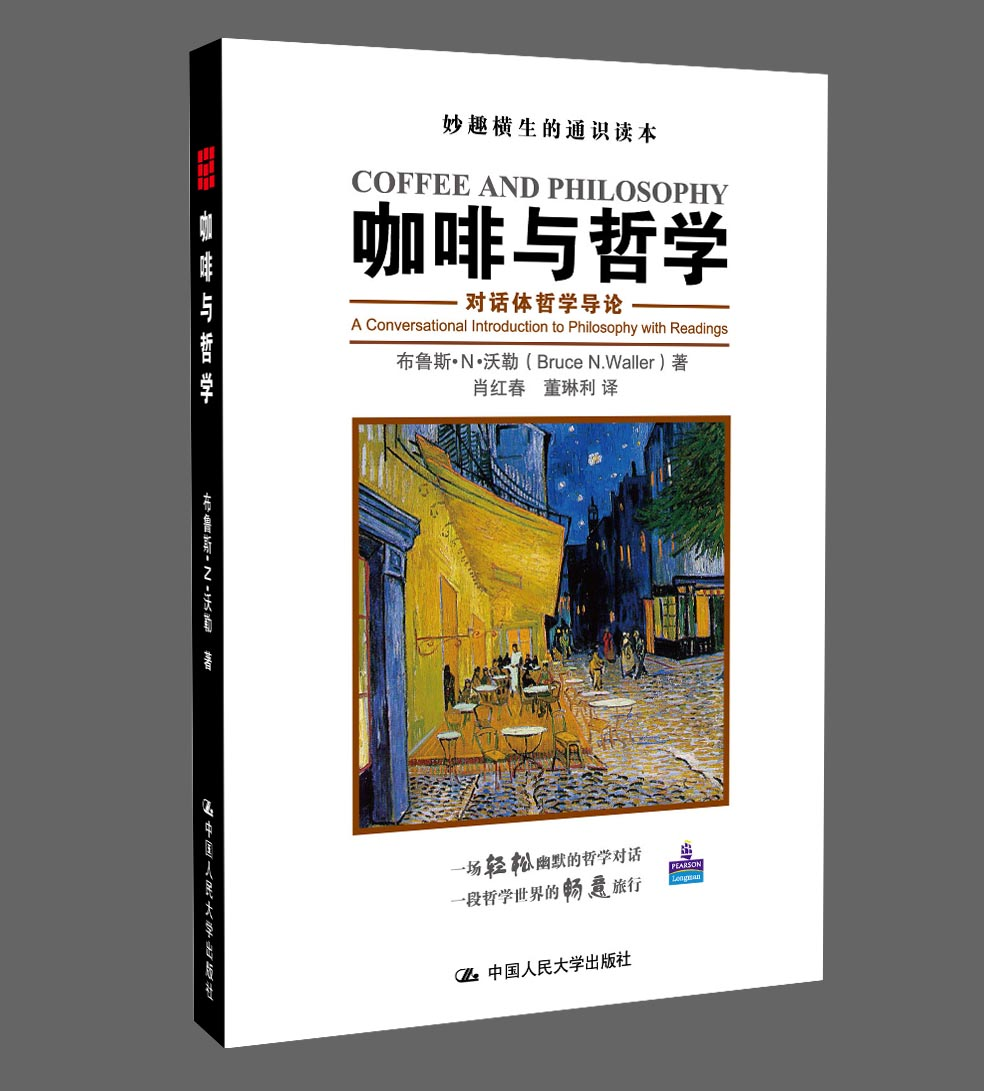 妙趣横生的通识读本
COFFEE AND PHILOSOPHY
咖啡与哲学
对话体哲学导论
A Conversational Introduction to Philosophy with Readings
布鲁斯•N•沃勒（Bruce N.Waller）著
肖红春 董琳利 译
一场轻松幽默的哲学对话
一段哲学世界的畅意旅行
PEARSON
Longman
中国人民大学出版社
咖啡与哲学
布鲁斯·N·沃勒 著
中国人民大学出版社